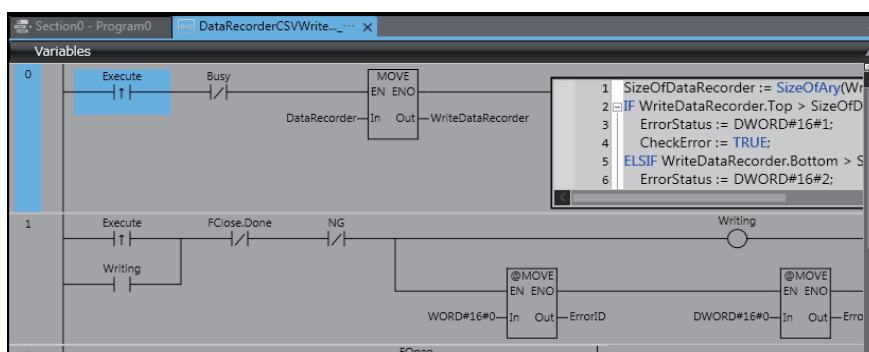 Section0 - Program0 DataRecorderCSVWrite..._...
Variables
0 Execute Busy MOVE
EN ENO
DataRecorder In Out WriteDataRecorder
1 SizeOfDataRecorder := SizeOfAry(Wr
2 IF WriteDataRecorder.Top > SizeOfD
3 ErrorStatus := DWORD#16#1;
4 CheckError := TRUE;
5 ELSIF WriteDataRecorder.Bottom > S
6 ErrorStatus := DWORD#16#2;
1 Execute FClose.Done NG Writing
Writing
@MOVE @MOVE
EN ENO EN ENO
WORD#16#0 In Out ErrorID DWORD#16#0 In Out Erro